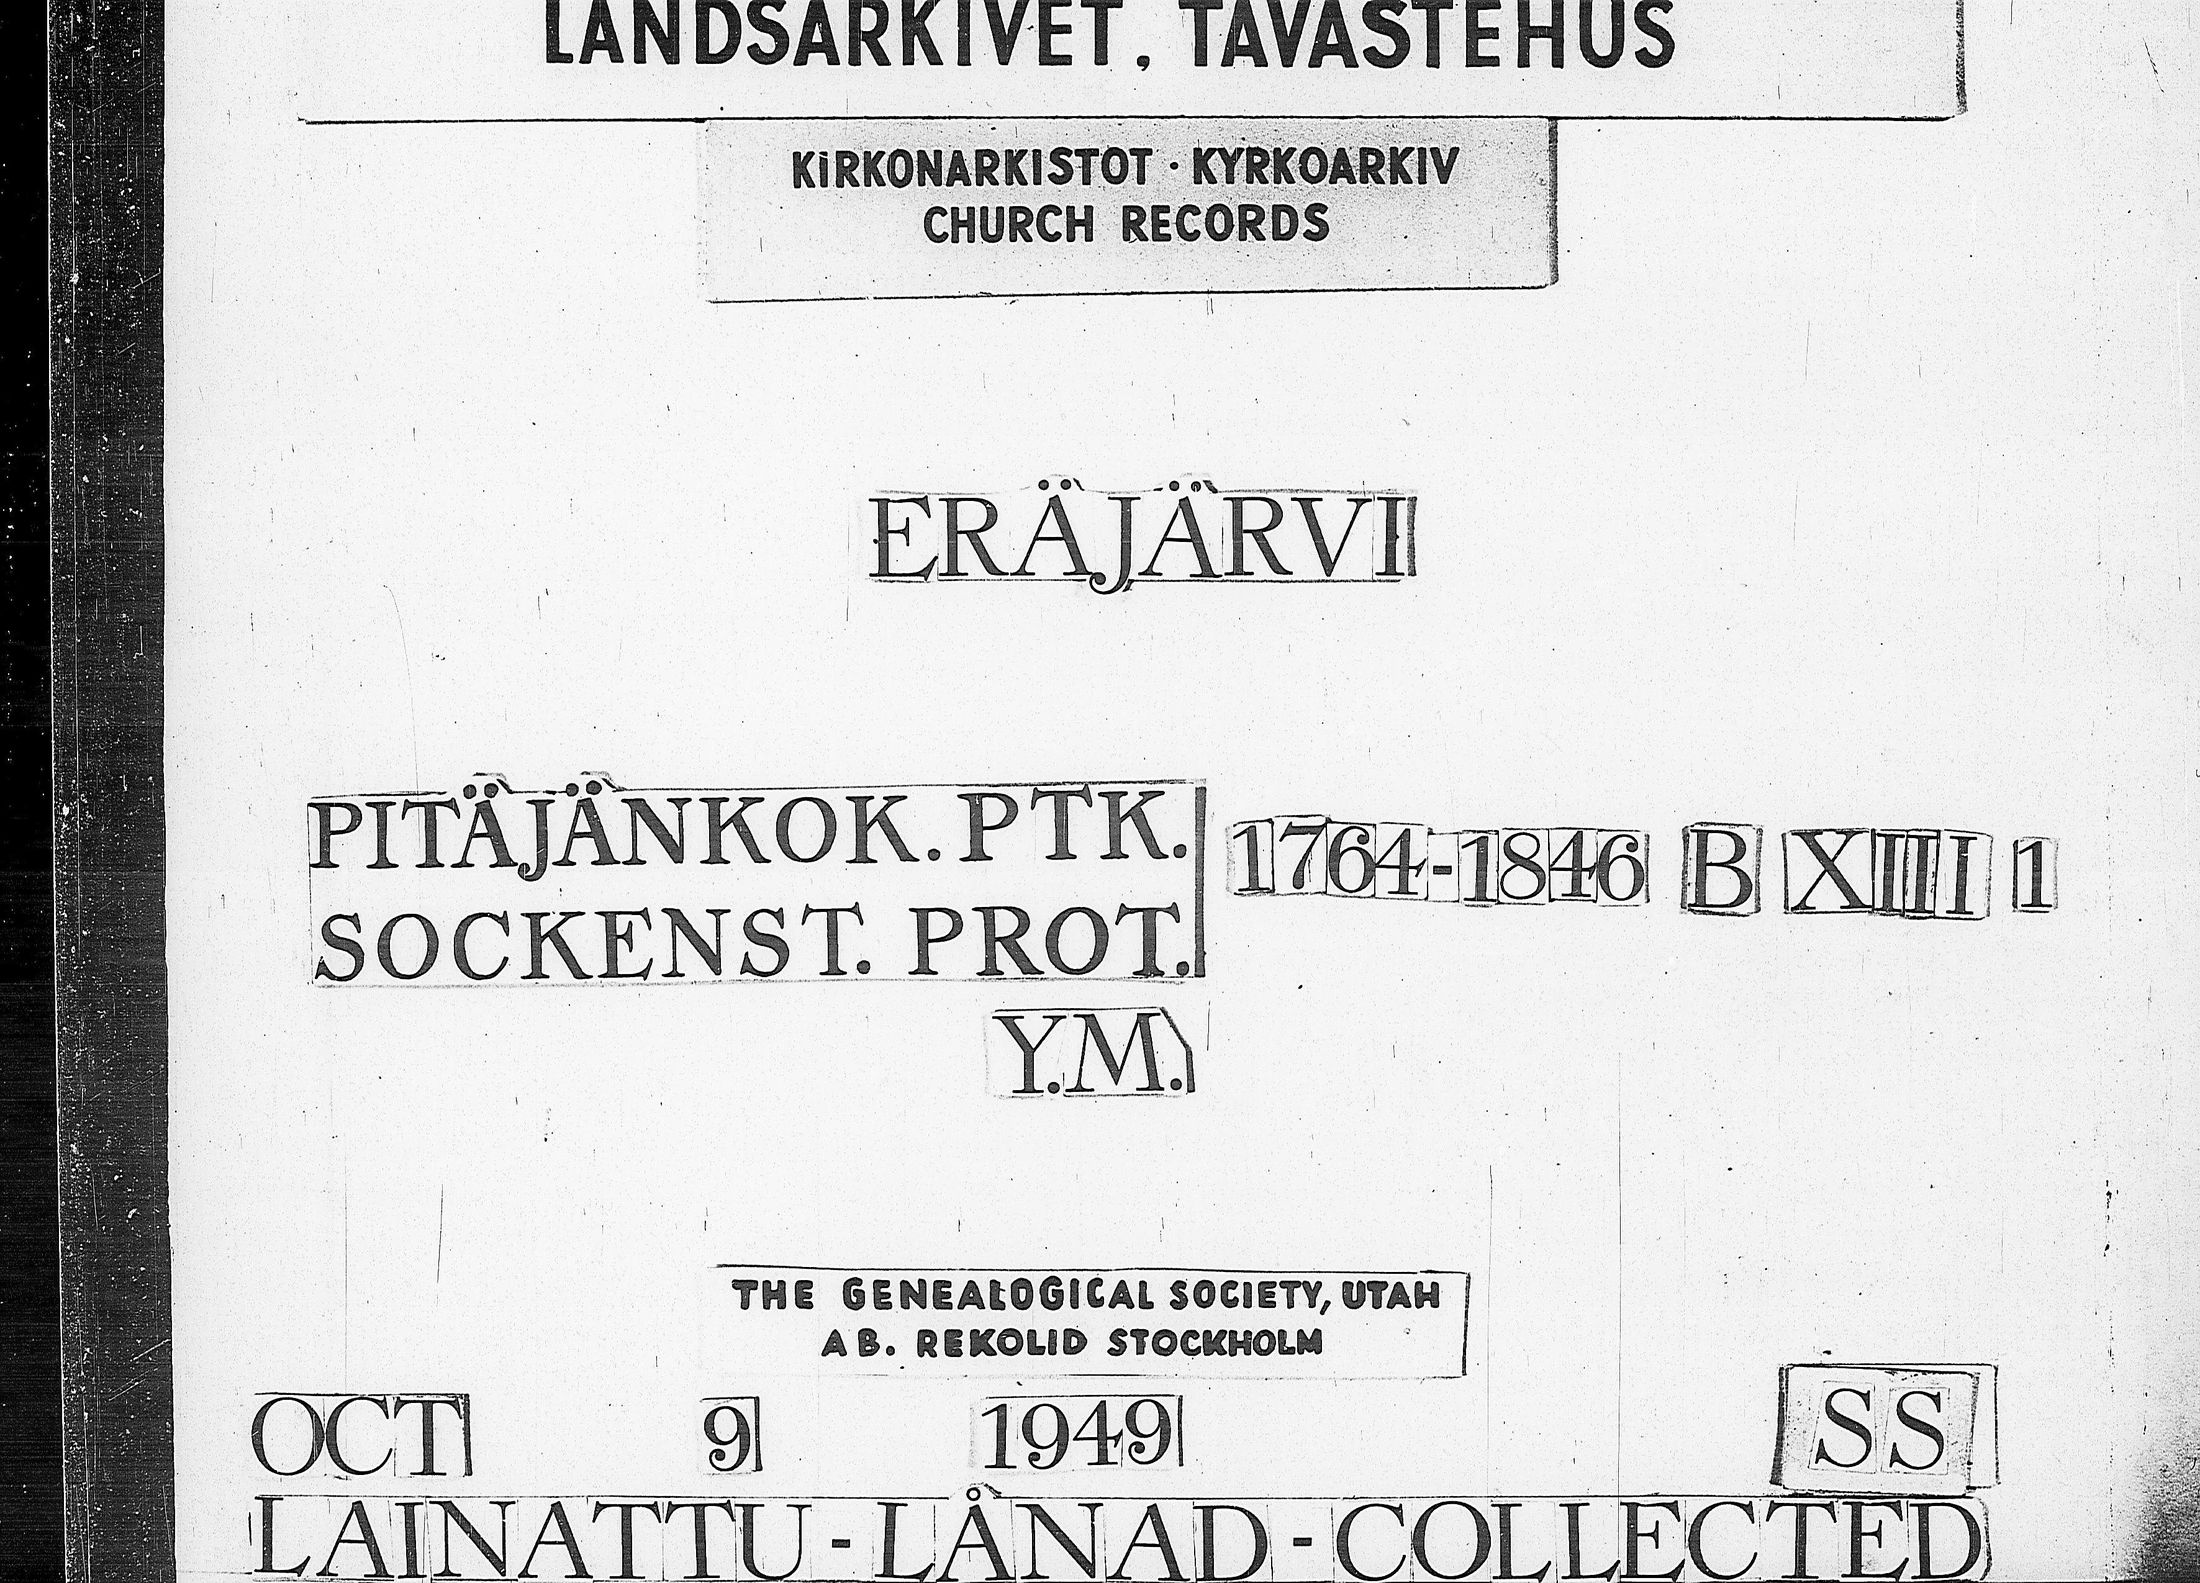 LANDSARKIVET, TAVASTEHUS
KIRKONARKISTOT · KYRKOARKIV
CHURCH RECORDS
ERÄJÄRVI
PITÄJÄNKOK. PTK. 1764-1846 B XIII 1
SOCKENST. PROT.
Y.M.
THE GENEALOGICAL SOCIETY, UTAH
AB. REKOLID STOCKHOLM
OCT 9 1949 SS
LAINATTU - LÅNAD - COLLECTED